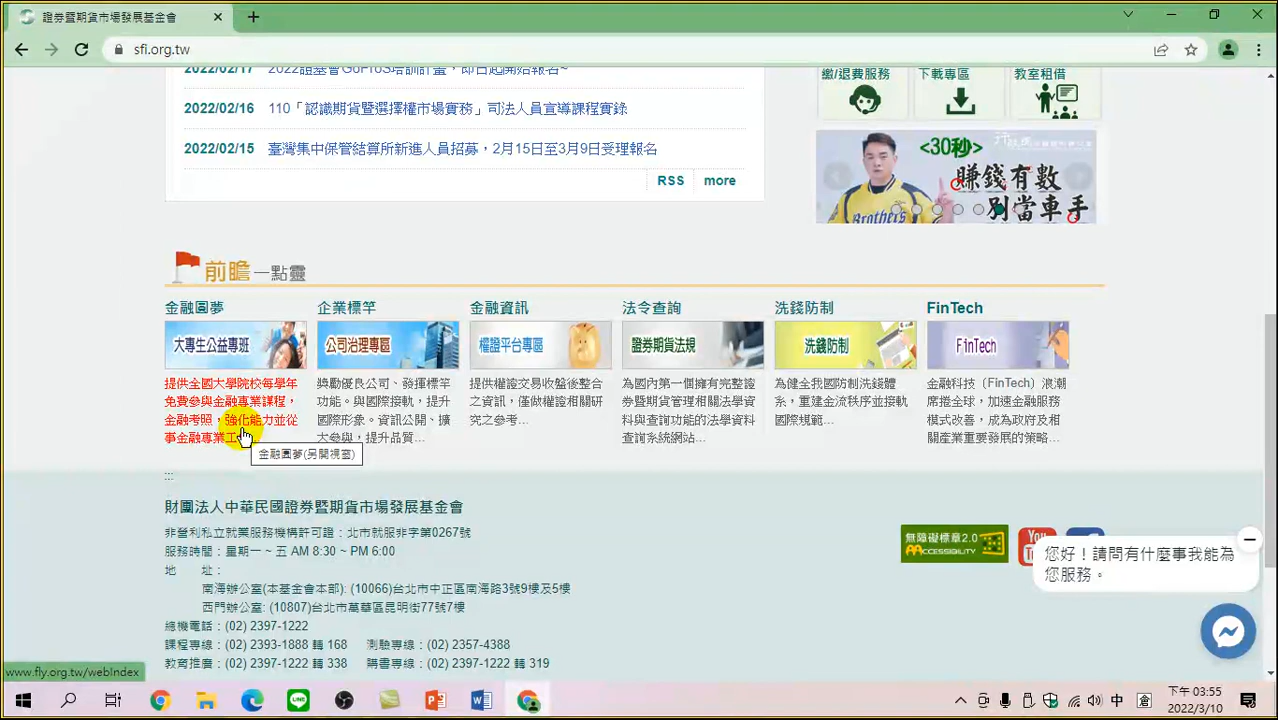 證券暨期貨市場發展基金會
sfi.org.tw
2022/02/17 2022證基會GoPros培訓計畫，即日起開始報名~
繳/退費服務 下載專區 教室租借
2022/02/16 110「認識期貨暨選擇權市場實務」司法人員宣導課程實錄
2022/02/15 臺灣集中保管結算所新進人員招募，2月15日至3月9日受理報名
RSS more
<30秒>
賺錢有數
別當車手
Brothers
前瞻一點靈
金融圓夢
大專生公益專班
提供全國大學院校每學年
免費參與金融專業課程，
金融考照，強化能力並從
事金融專業工
金融圓夢(另開視窗)
企業標竿
公司治理專區
獎勵優良公司、發揮標竿
功能。與國際接軌，提升
國際形象。資訊公開、擴
大參與，提升品質...
金融資訊
權證平台專區
提供權證交易收盤後整合
之資訊，僅做權證相關研
究之參考...
法令查詢
證券期貨法規
為國內第一個擁有完整證
券暨期貨管理相關法學資
料與查詢功能的法學資料
查詢系統網站...
洗錢防制
洗錢防制
為健全我國防制洗錢體
系，重建金流秩序並接軌
國際規範...
FinTech
FinTech
金融科技（FinTech）浪潮
席捲全球，加速金融服務
模式改善，成為政府及相
關產業重要發展的策略...
:::
財團法人中華民國證券暨期貨市場發展基金會
非營利私立就業服務機構許可證：北市就服非字第0267號
服務時間：星期一 ~ 五 AM 8:30 ~ PM 6:00
地 址：
南海辦公室(本基金會本部): (10066)台北市中正區南海路3號9樓及5樓
西門辦公室: (10807)台北市萬華區昆明街77號7樓
總機電話：(02) 2397-1222
課程專線：(02) 2393-1888 轉 168 測驗專線：(02) 2357-4388
教育推廣：(02) 2397-1222 轉 338 購書專線：(02) 2397-1222 轉 319
無障礙標章2.0
ACCESSIBILITY
You
您好！請問有什麼事我能為
您服務。
www.fly.org.tw/webIndex
中
倉
下午 03:55
2022/3/10